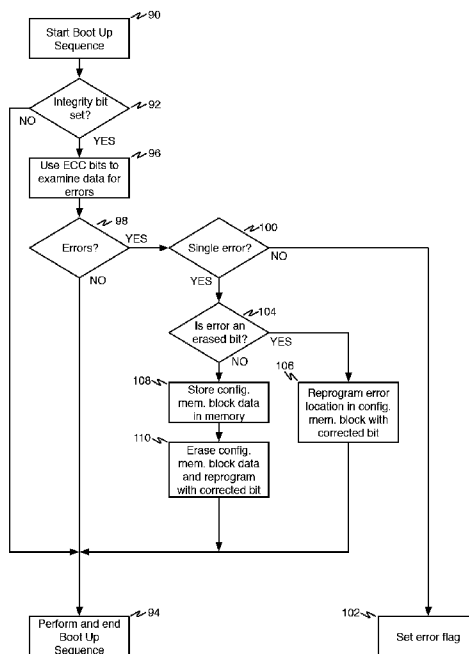 90
Start Boot Up
Sequence
Integrity bit
set?
92
NO
YES
96
Use ECC bits to
examine data for
errors
98
Errors?
YES
NO
100
Single error?
NO
YES
104
Is error an
erased bit?
YES
NO
108
Store config.
mem. block data
in memory
106
Reprogram error
location in config.
mem. block with
corrected bit
110
Erase config.
mem. block data
and reprogram
with corrected bit
94
Perform and end
Boot Up
Sequence
102
Set error flag